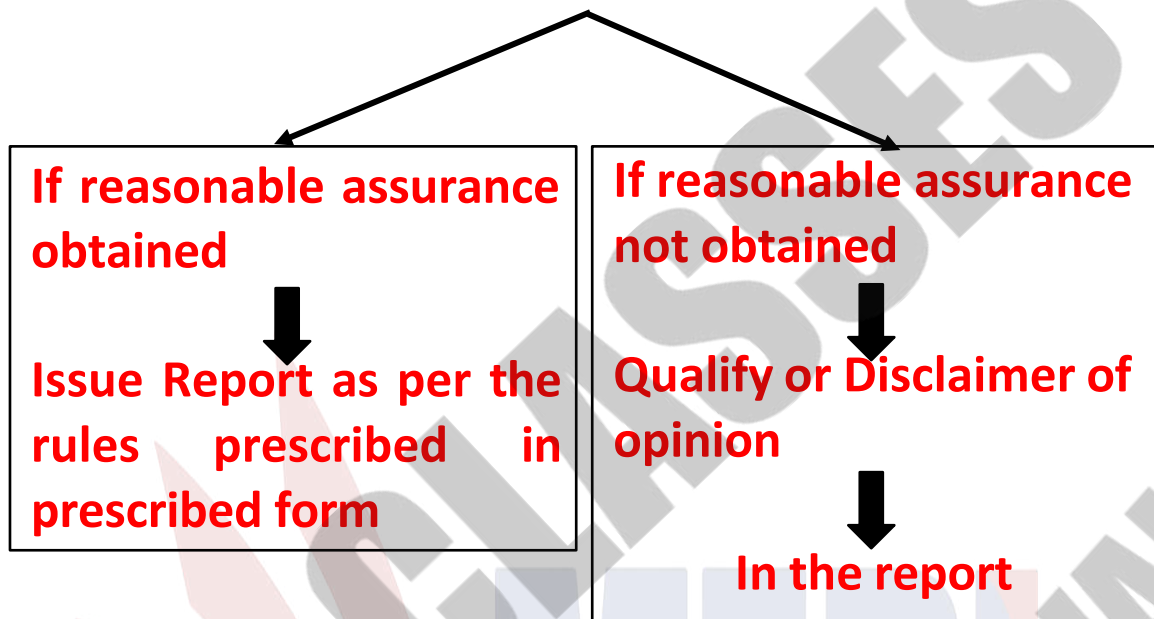 If reasonable assurance
obtained
Issue Report as per the
rules prescribed in
prescribed form
If reasonable assurance
not obtained
Qualify or Disclaimer of
opinion
In the report
CLASSES